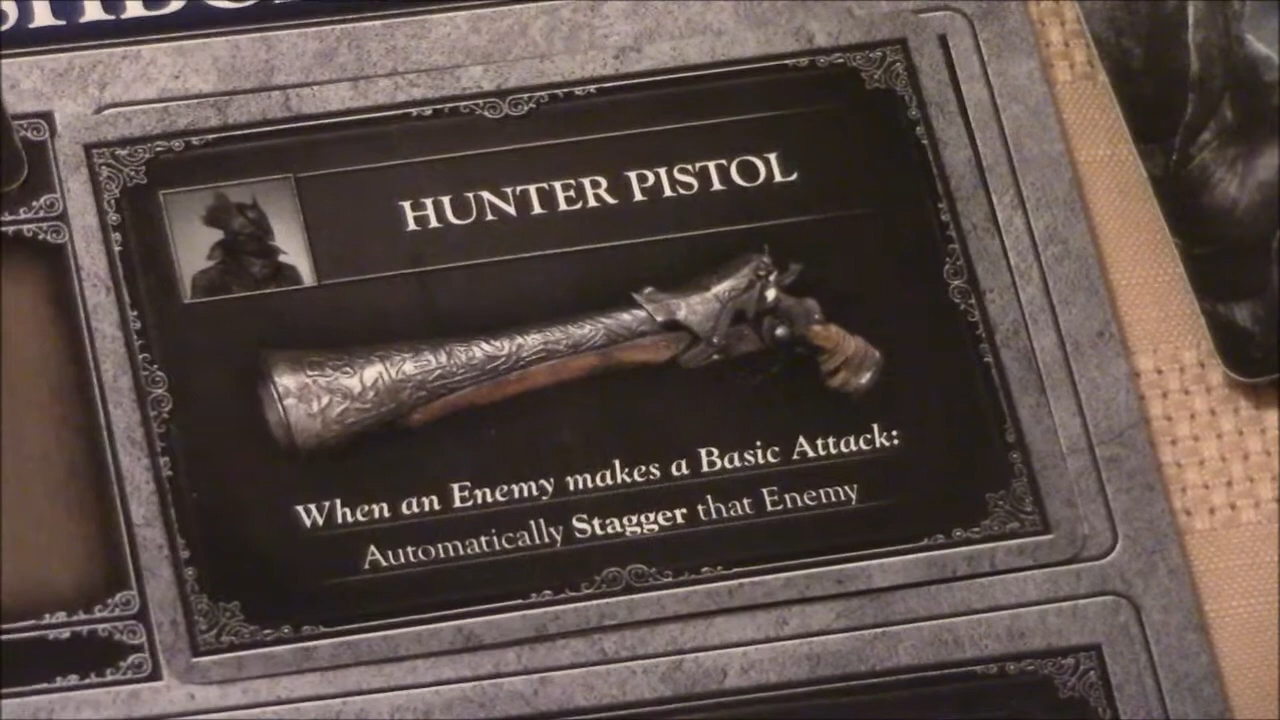 HUNTER PISTOL
When an Enemy makes a Basic Attack:
Automatically Stagger that Enemy